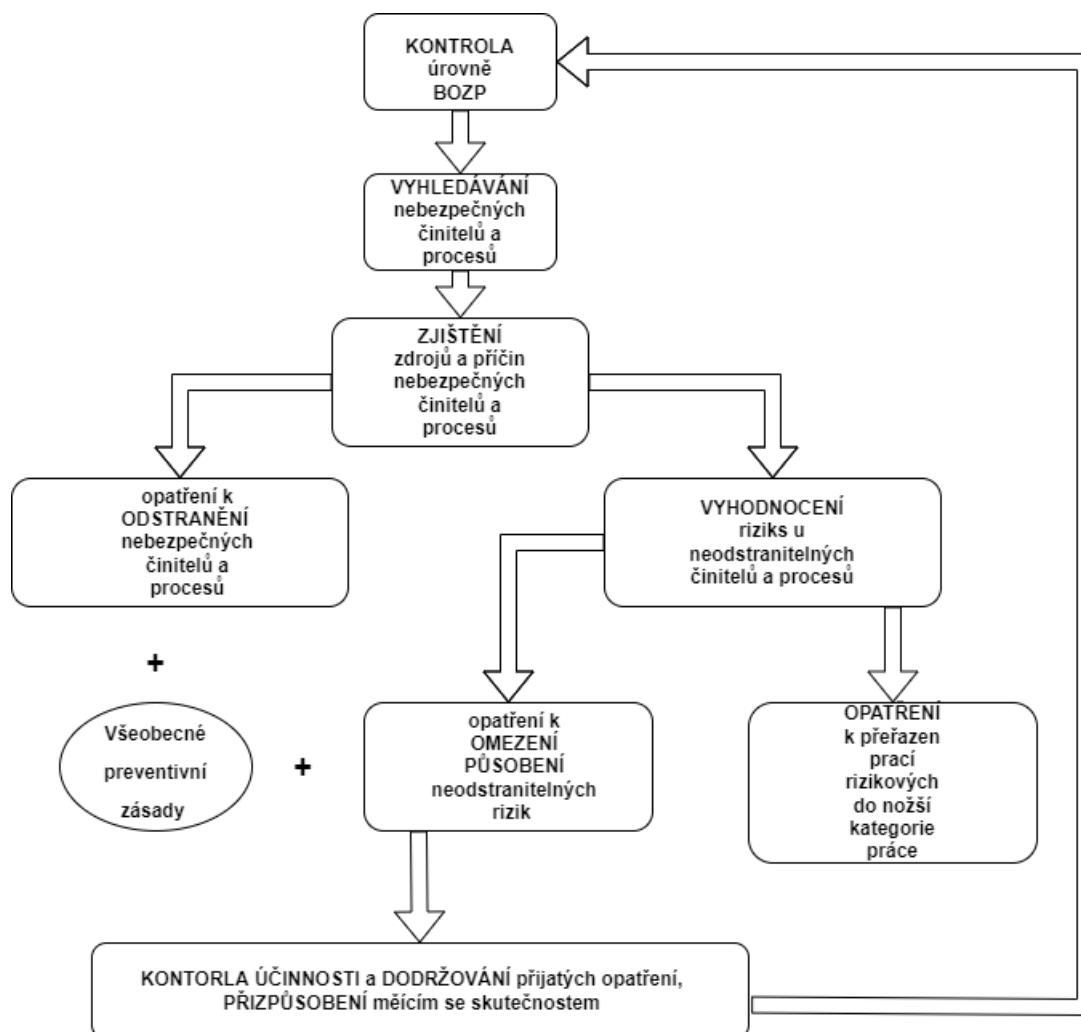 KONTROLA
úrovně
BOZP
VYHLEDÁVÁNÍ
nebezpečných
činitelů a
procesů
ZJIŠTĚNÍ
zdrojů a příčin
nebezpečných
činitelů a
procesů
opatření k
ODSTRANĚNÍ
nebezpečných
činitelů a
procesů
VYHODNOCENÍ
riziks u
neodstranitelných
činitelů a procesů
+
Všeobecné
preventivní
zásady
+
opatření k
OMEZENÍ
PŮSOBENÍ
neodstranitelných
rizik
OPATŘENÍ
k přeřazen
prací
rizikových
do nožší
kategorie
práce
KONTORLA ÚČINNOSTI a DODRŽOVÁNÍ přijatých opatření,
PŘIZPŮSOBENÍ měícím se skutečnostem